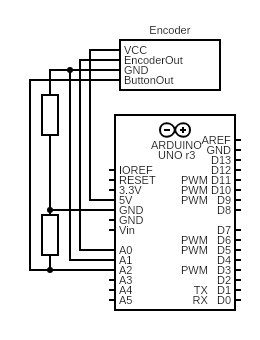 Encoder
VCC
EncoderOut
GND
ButtonOut
ARDUINO
UNO r3
IOREF
RESET
3.3V
5V
GND
GND
Vin
A0
A1
A2
A3
A4
A5
AREF
GND
D13
D12
PWM D11
PWM D10
PWM D9
D8
D7
PWM D6
PWM D5
D4
PWM D3
D2
TX D1
RX D0